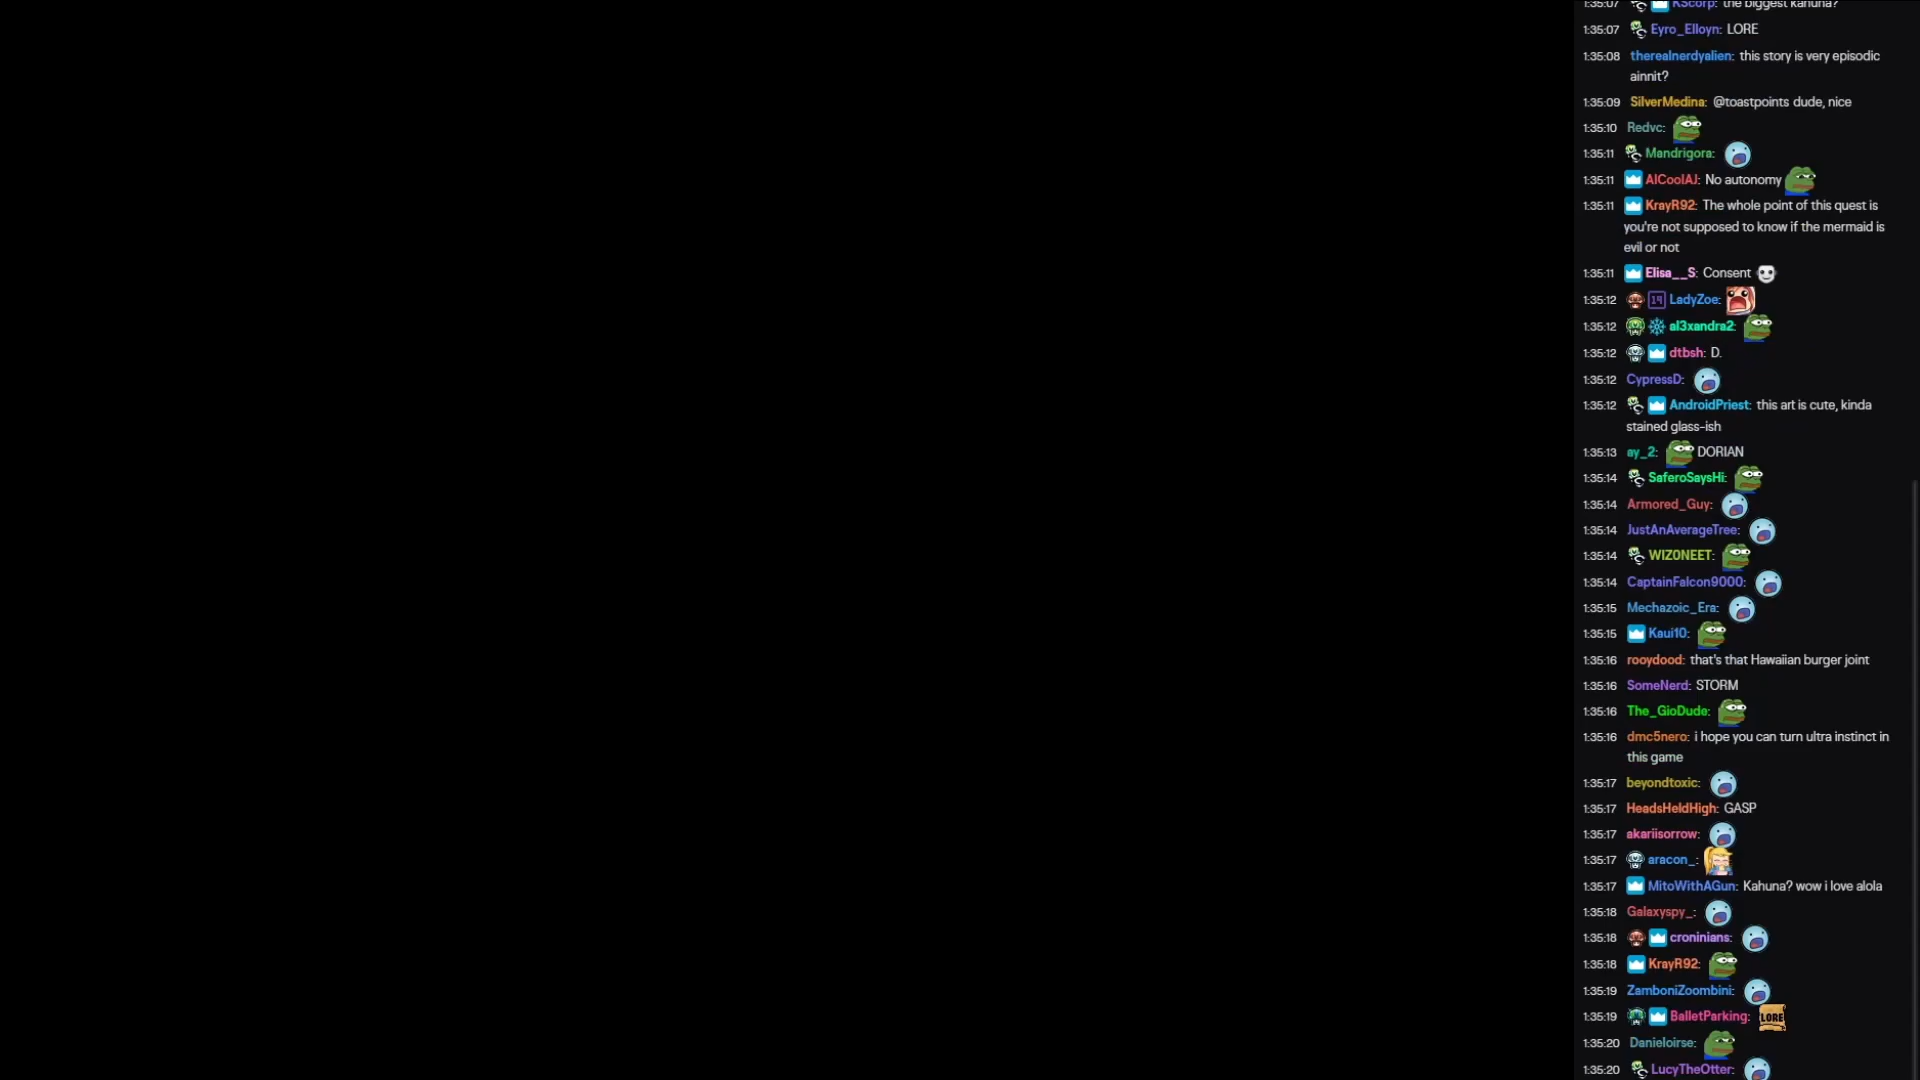 1:35:07 KScorp: the biggest kahuna?
1:35:07 Eyro_Elloyn: LORE
1:35:08 therealnerdyalien: this story is very episodic
ainnit?
1:35:09 SilverMedina: @toastpoints dude, nice
1:35:10 Redvc:
1:35:11 Mandrigora:
1:35:11 AlCoolAJ: No autonomy
1:35:11 KrayR92: The whole point of this quest is
you're not supposed to know if the mermaid is
evil or not
1:35:11 Elisa__S: Consent
1:35:12 19 LadyZoe:
1:35:12 al3xandra2:
1:35:12 dtbsh: D.
1:35:12 CypressD:
1:35:12 AndroidPriest: this art is cute, kinda
stained glass-ish
1:35:13 ay_2: DORIAN
1:35:14 SaferoSaysHi:
1:35:14 Armored_Guy:
1:35:14 JustAnAverageTree:
1:35:14 WIZ0NEET:
1:35:14 CaptainFalcon9000:
1:35:15 Mechazoic_Era:
1:35:15 Kaui10:
1:35:16 rooydood: that's that Hawaiian burger joint
1:35:16 SomeNerd: STORM
1:35:16 The_GioDude:
1:35:16 dmc5nero: i hope you can turn ultra instinct in
this game
1:35:17 beyondtoxic:
1:35:17 HeadsHeldHigh: GASP
1:35:17 akariisorrow:
1:35:17 aracon_:
1:35:17 MitoWithAGun: Kahuna? wow i love alola
1:35:18 Galaxyspy_:
1:35:18 croninians:
1:35:18 KrayR92:
1:35:19 ZamboniZoombini:
1:35:19 BalletParking: LORE
1:35:20 Danieloirse:
1:35:20 LucyTheOtter: